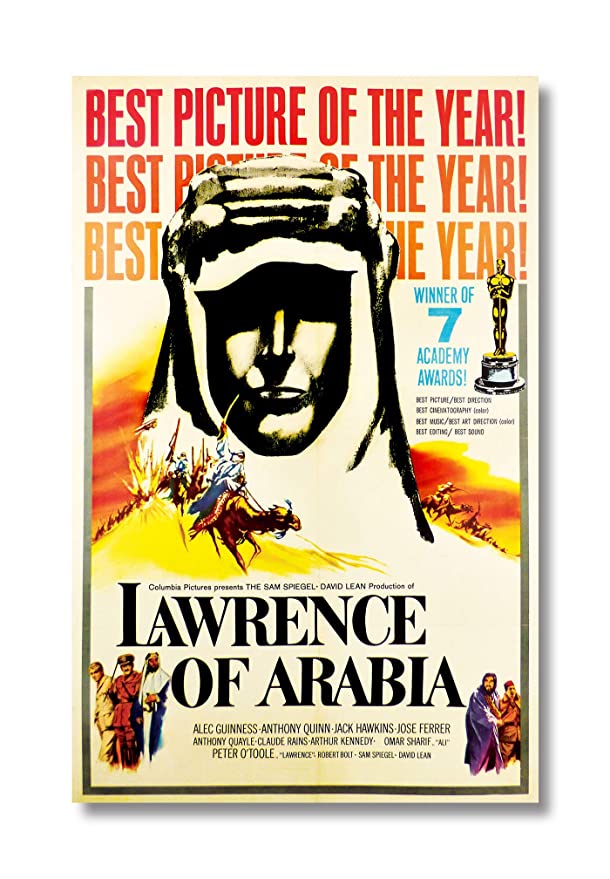 BEST PICTURE OF THE YEAR!
BEST PICTURE OF THE YEAR!
BEST THE YEAR!
WINNER OF
7
ACADEMY
AWARDS!
BEST PICTURE/BEST DIRECTION
BEST CINEMATOGRAPHY (color)
BEST MUSIC/BEST ART DIRECTION (color)
BEST EDITING/ BEST SOUND
Columbia Pictures presents THE SAM SPIEGEL- DAVID LEAN Production of
LAWRENCE
OF ARABIA
ALEC GUINNESS·ANTHONY QUINN·JACK HAWKINS·JOSE FERRER
ANTHONY QUAYLE·CLAUDE RAINS·ARTHUR KENNEDY· OMAR SHARIF.."ALI"
PETER O'TOOLE.."LAWRENCE"·ROBERT BOLT · SAM SPIEGEL · DAVID LEAN